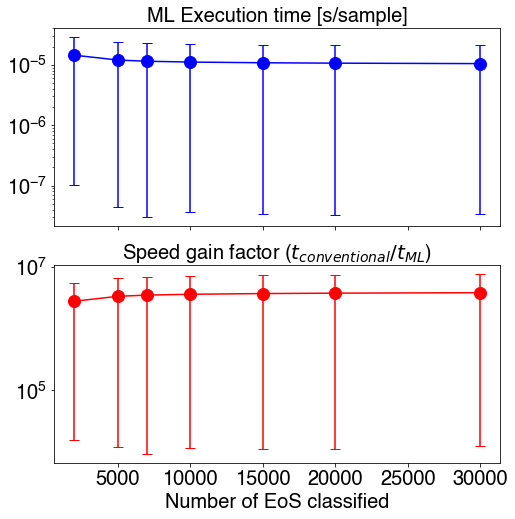 ML Execution time [s/sample]
10⁻⁵
10⁻⁶
10⁻⁷
Speed gain factor (t_conventional/t_ML)
10⁷
10⁵
5000 10000 15000 20000 25000 30000
Number of EoS classified